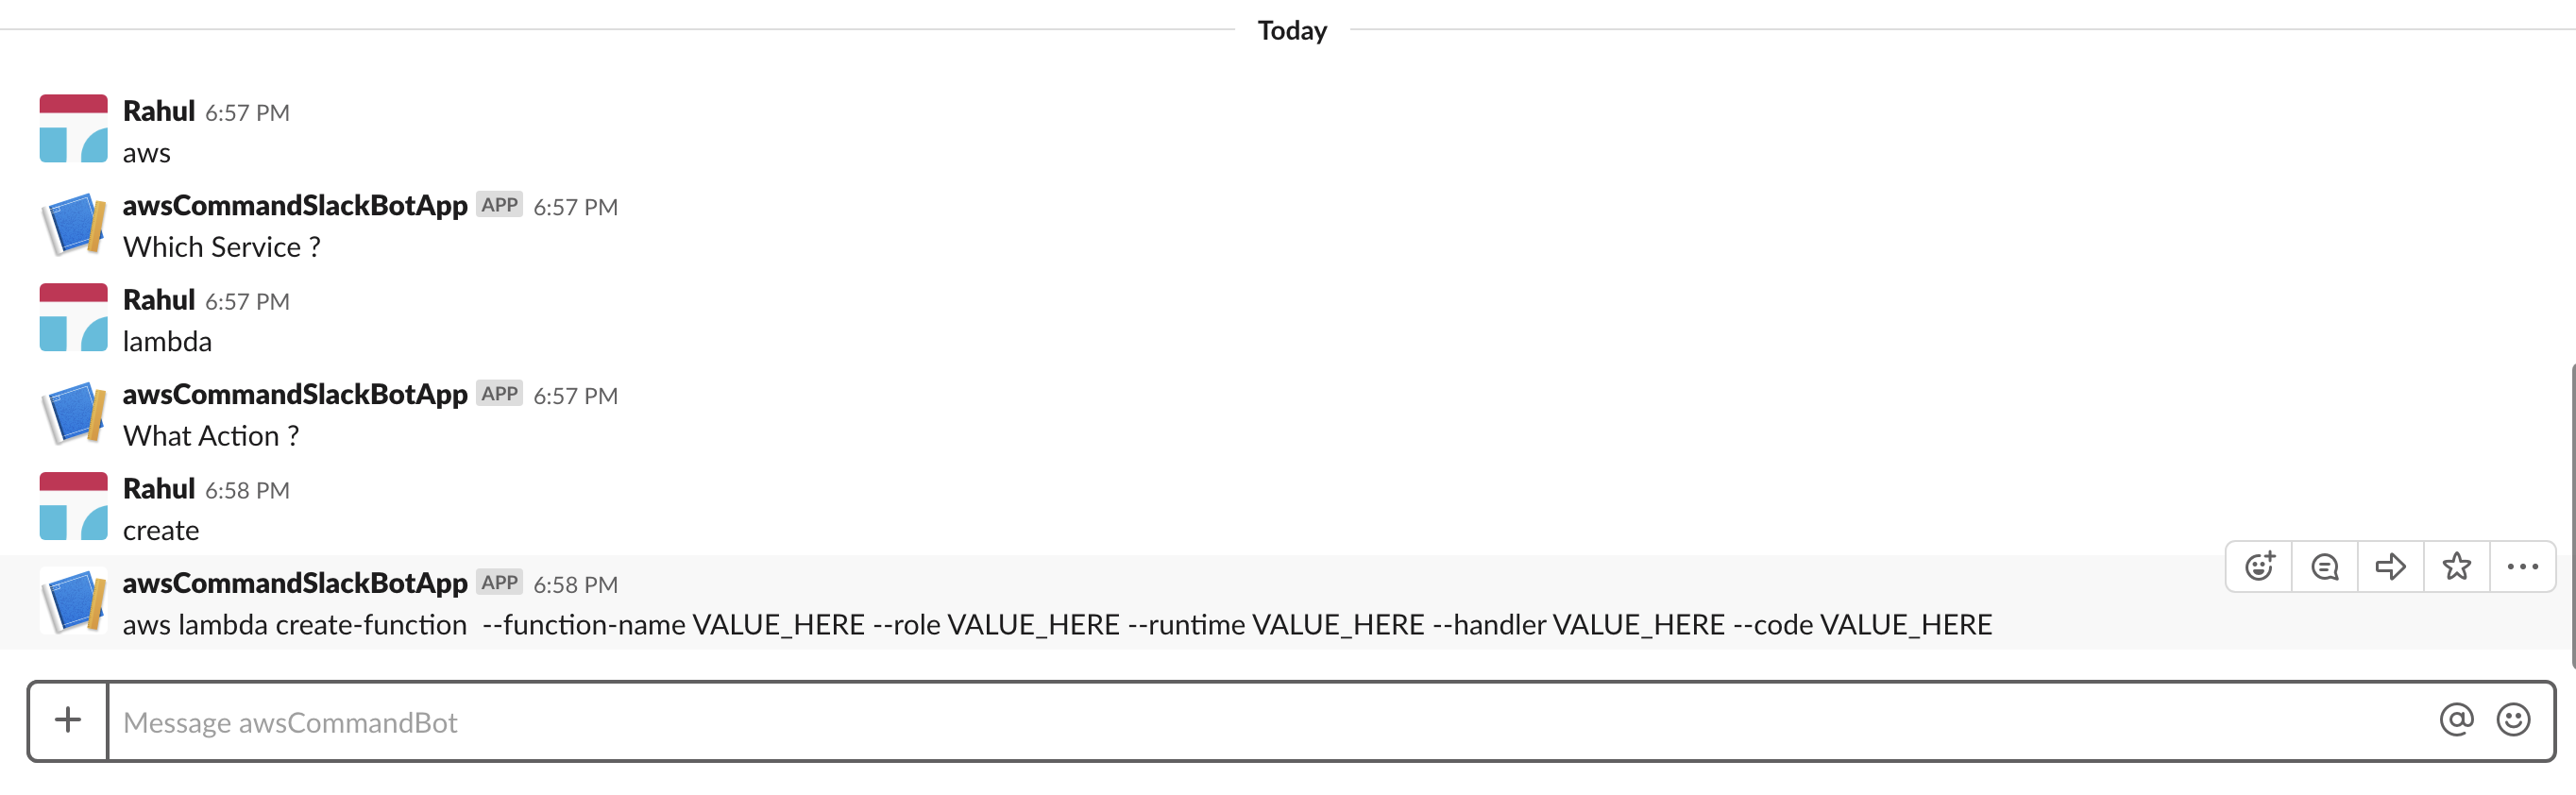 Today
Rahul 6:57 PM
aws
awsCommandSlackBotApp APP 6:57 PM
Which Service ?
Rahul 6:57 PM
lambda
awsCommandSlackBotApp APP 6:57 PM
What Action ?
Rahul 6:58 PM
create
awsCommandSlackBotApp APP 6:58 PM
aws lambda create-function  --function-name VALUE_HERE --role VALUE_HERE --runtime VALUE_HERE --handler VALUE_HERE --code VALUE_HERE
Message awsCommandBot